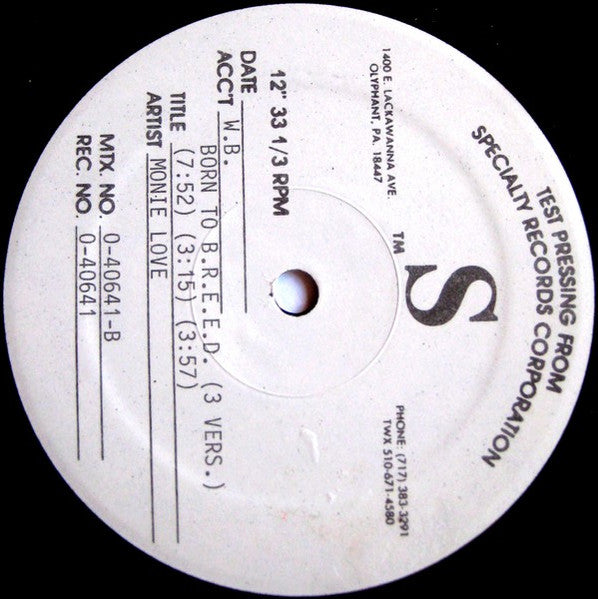 TEST PRESSING FROM
SPECIALTY RECORDS CORPORATION
1400 E. LACKAWANNA AVE.
OLYPHANT, PA. 18447
S TM
PHONE: (717) 383-3291
TWX 510-671-4580
12" 33 1/3 RPM
DATE
ACC'T W.B.
BORN TO B.R.E.E.D. (3 VERS.)
TITLE (7:52) (3:15) (3:57)
ARTIST MONIE LOVE
MTX. NO. 0-40641-B
REC. NO. 0-40641